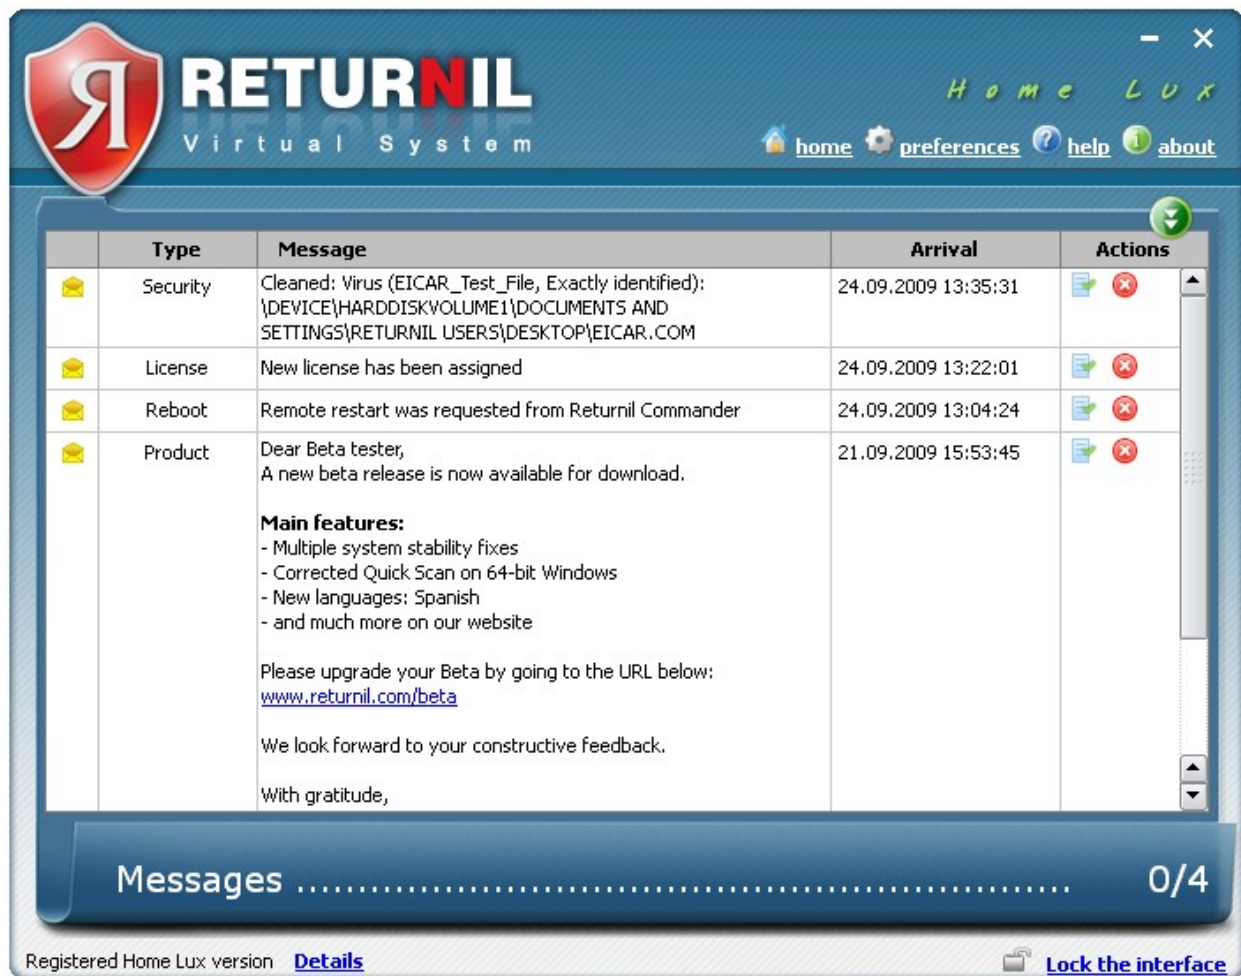 RETURNIL
Virtual System
Home Lux
home preferences help about
Type Message Arrival Actions
Security Cleaned: Virus (EICAR_Test_File, Exactly identified): 24.09.2009 13:35:31
\DEVICE\HARDDISKVOLUME1\DOCUMENTS AND
SETTINGS\RETURNIL USERS\DESKTOP\EICAR.COM
License New license has been assigned 24.09.2009 13:22:01
Reboot Remote restart was requested from Returnil Commander 24.09.2009 13:04:24
Product Dear Beta tester, 21.09.2009 15:53:45
A new beta release is now available for download.
Main features:
- Multiple system stability fixes
- Corrected Quick Scan on 64-bit Windows
- New languages: Spanish
- and much more on our website
Please upgrade your Beta by going to the URL below:
www.returnil.com/beta
We look forward to your constructive feedback.
With gratitude,
Messages .............................................................. 0/4
Registered Home Lux version Details Lock the interface